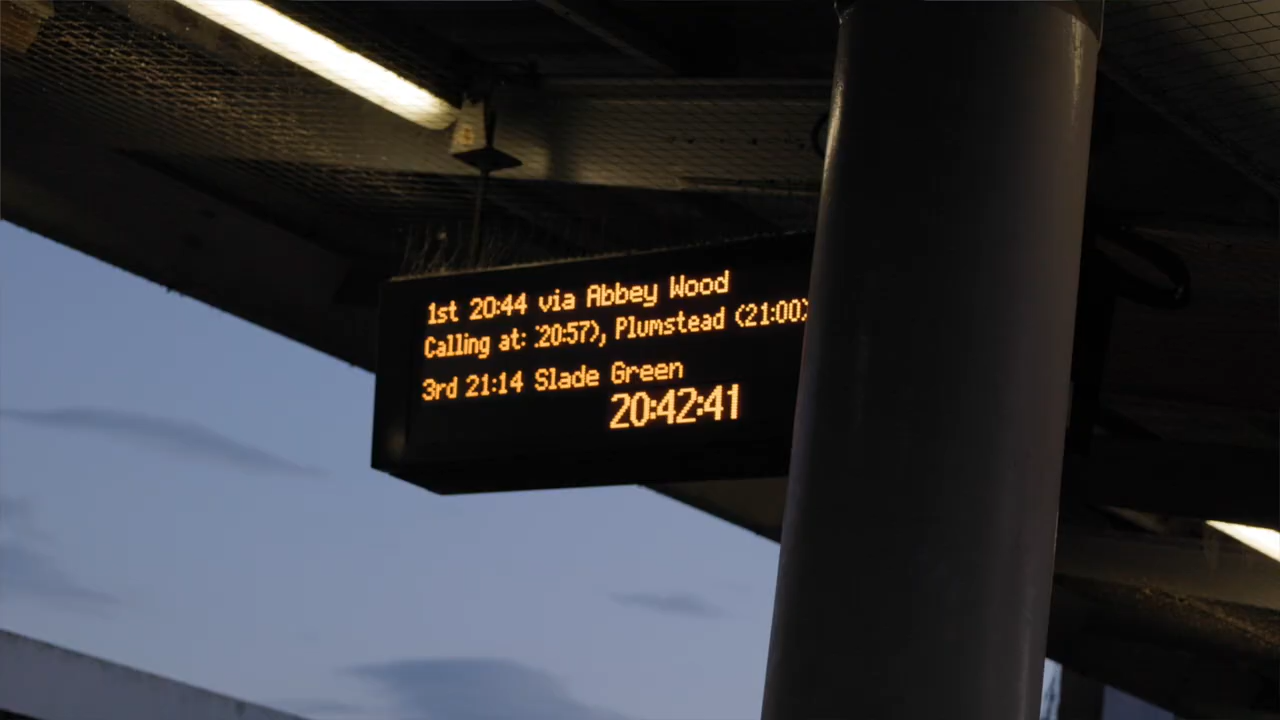 1st 20:44 via Abbey Wood
Calling at: 20:57), Plumstead (21:00)
3rd 21:14 Slade Green
20:42:41